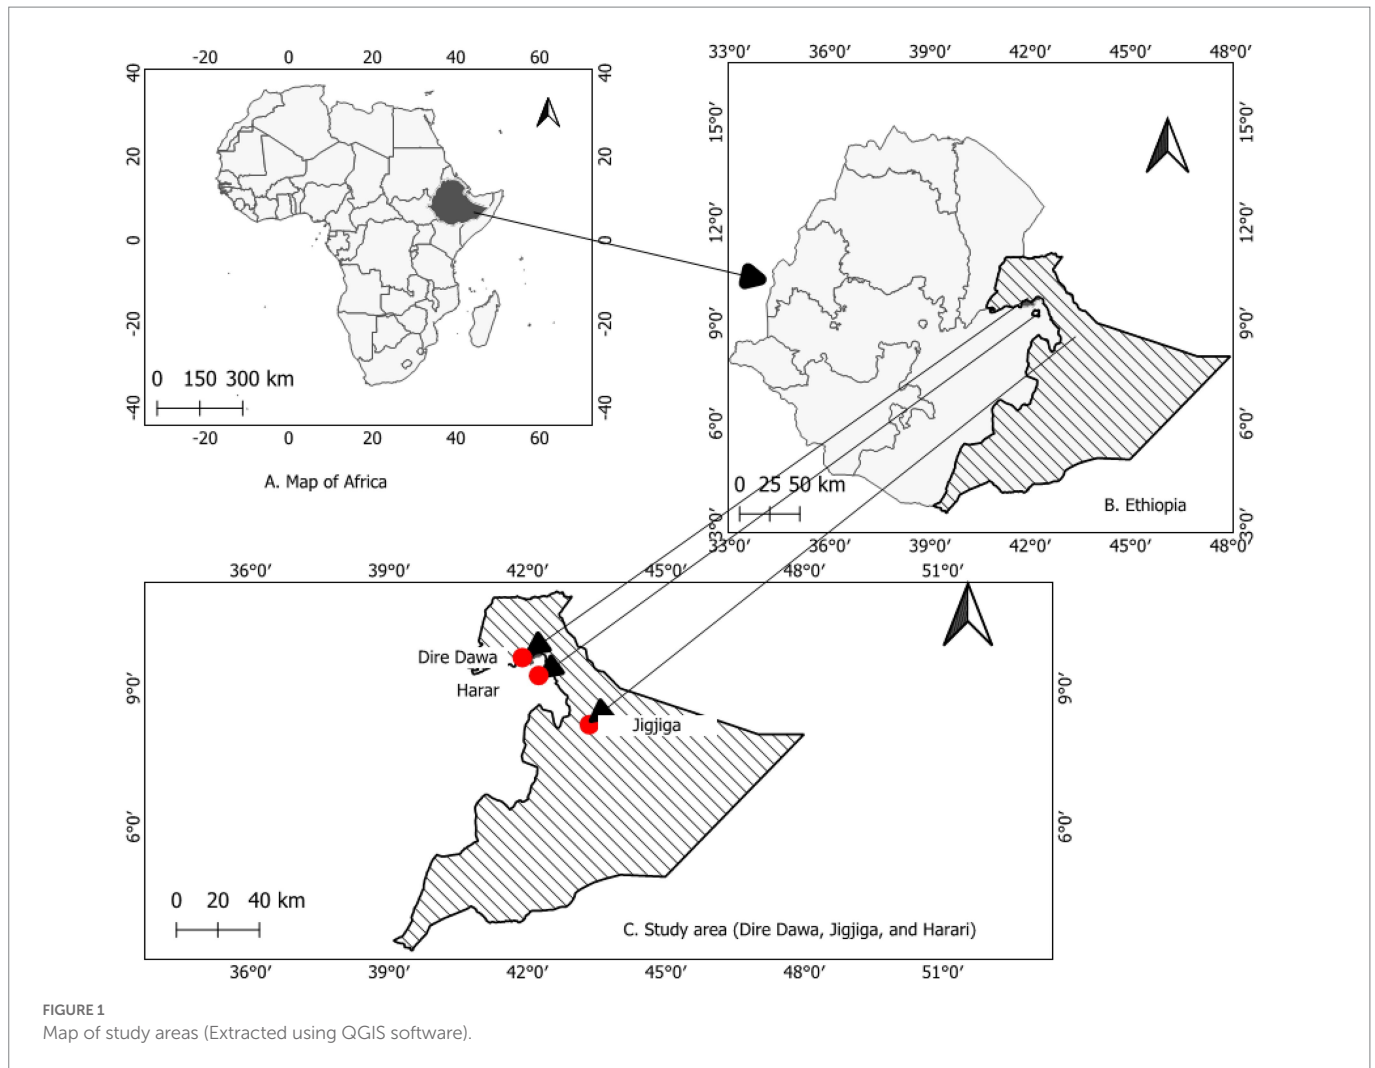 -20 0 20 40 60
40 40
20 20
0 0
-20 -20
-40 -40
0 150 300 km
-20 0 20 40 60
A. Map of Africa
33°0′ 36°0′ 39°0′ 42°0′ 45°0′ 48°0′
15°0′ 15°0′
12°0′ 12°0′
9°0′ 9°0′
6°0′ 6°0′
3°0′ 3°0′
0 25 50 km
B. Ethiopia
33°0′ 36°0′ 39°0′ 42°0′ 45°0′ 48°0′
36°0′ 39°0′ 42°0′ 45°0′ 48°0′ 51°0′
Dire Dawa
Harar
Jigjiga
9°0′ 9°0′
6°0′ 6°0′
0 20 40 km
C. Study area (Dire Dawa, Jigjiga, and Harari)
36°0′ 39°0′ 42°0′ 45°0′ 48°0′ 51°0′
FIGURE 1
Map of study areas (Extracted using QGIS software).